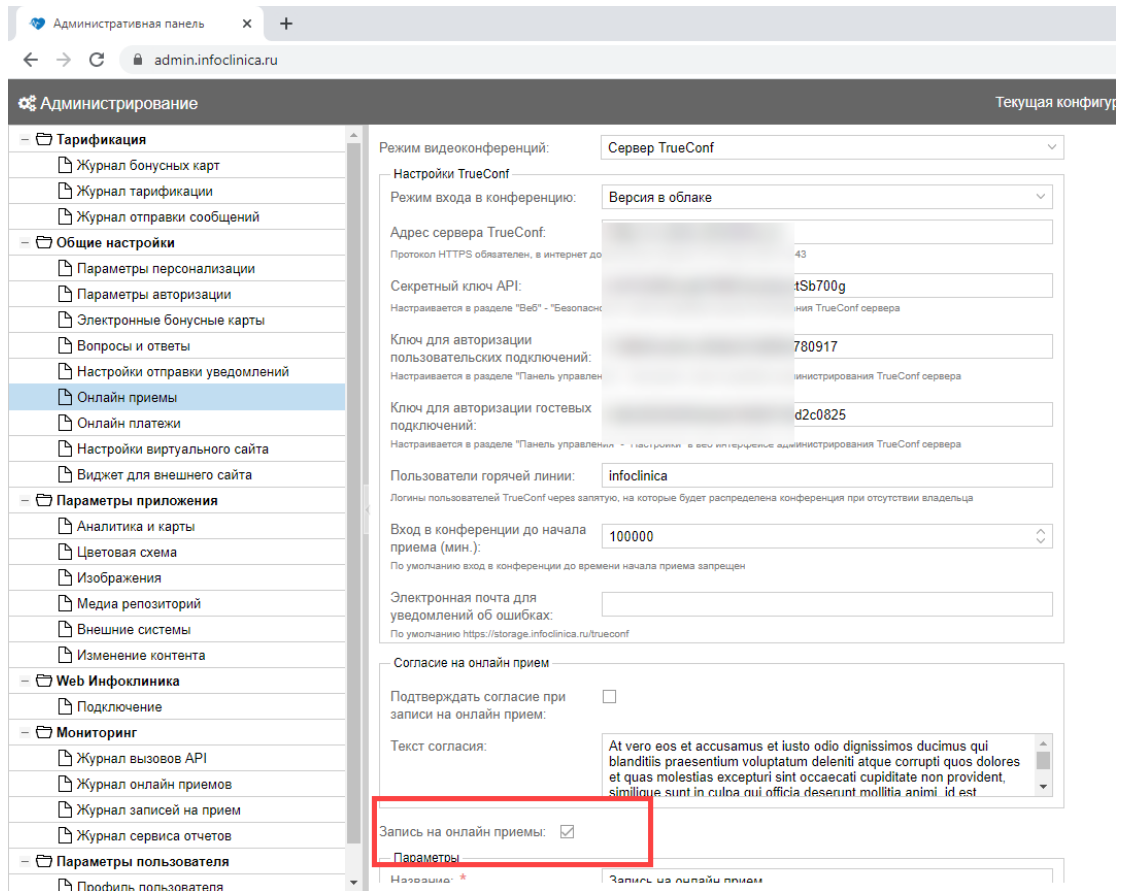 Административная панель
admin.infoclinica.ru
Администрирование
Текущая конфигур
Тарификация
Журнал бонусных карт
Журнал тарификации
Журнал отправки сообщений
Общие настройки
Параметры персонализации
Параметры авторизации
Электронные бонусные карты
Вопросы и ответы
Настройки отправки уведомлений
Онлайн приемы
Онлайн платежи
Настройки виртуального сайта
Виджет для внешнего сайта
Параметры приложения
Аналитика и карты
Цветовая схема
Изображения
Медиа репозиторий
Внешние системы
Изменение контента
Web Инфоклиника
Подключение
Мониторинг
Журнал вызовов API
Журнал онлайн приемов
Журнал записей на прием
Журнал сервиса отчетов
Параметры пользователя
Профиль пользователя
Режим видеоконференций: Сервер TrueConf
Настройки TrueConf
Режим входа в конференцию: Версия в облаке
Адрес сервера TrueConf:
Протокол HTTPS обязателен, в интернет до 43
Секретный ключ API: tSb700g
Настраивается в разделе "Веб" - "Безопасно ния TrueConf сервера
Ключ для авторизации
пользовательских подключений: 780917
Настраивается в разделе "Панель управлен инистрирования TrueConf сервера
Ключ для авторизации гостевых
подключений: d2c0825
Настраивается в разделе "Панель управления" - "Настройки" в веб интерфейсе администрирования TrueConf сервера
Пользователи горячей линии: infoclinica
Логины пользователей TrueConf через запятую, на которые будет распределена конференция при отсутствии владельца
Вход в конференции до начала
приема (мин.): 100000
По умолчанию вход в конференции до времени начала приема запрещен
Электронная почта для
уведомлений об ошибках:
По умолчанию https://storage.infoclinica.ru/trueconf
Согласие на онлайн прием
Подтверждать согласие при
записи на онлайн прием:
Текст согласия: At vero eos et accusamus et iusto odio dignissimos ducimus qui
blanditiis praesentium voluptatum deleniti atque corrupti quos dolores
et quas molestias excepturi sint occaecati cupiditate non provident,
similique sunt in culpa qui officia deserunt mollitia animi, id est
Запись на онлайн приемы:
Параметры
Название: * Запись на онлайн прием